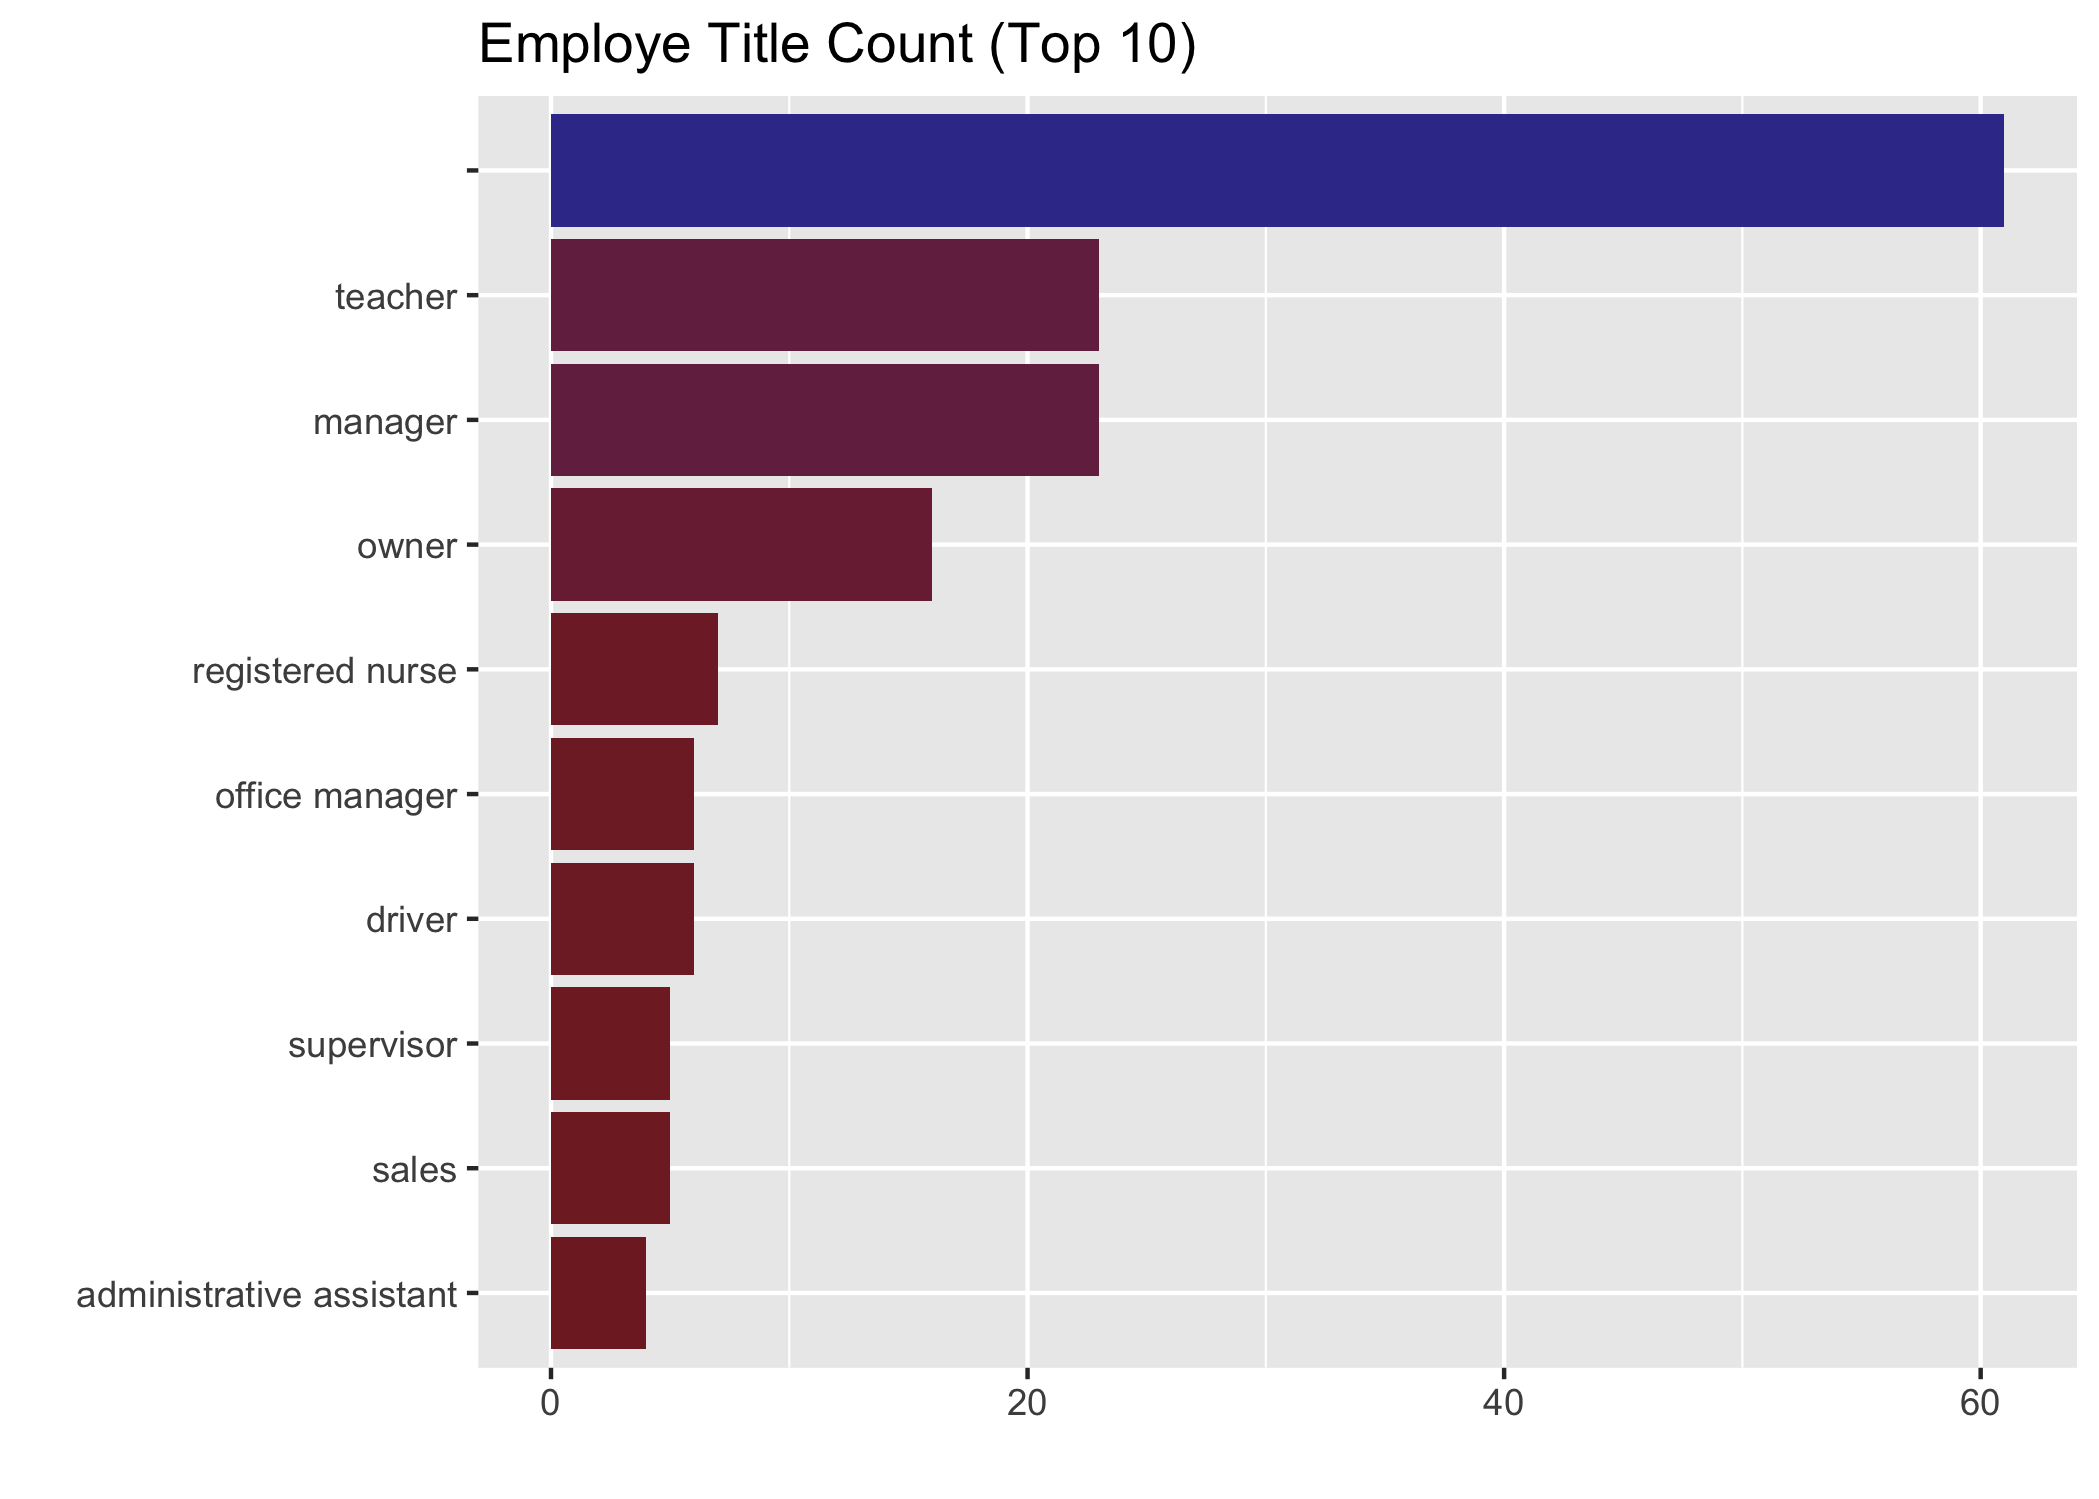 Employe Title Count (Top 10)
teacher
manager
owner
registered nurse
office manager
driver
supervisor
sales
administrative assistant
0 20 40 60